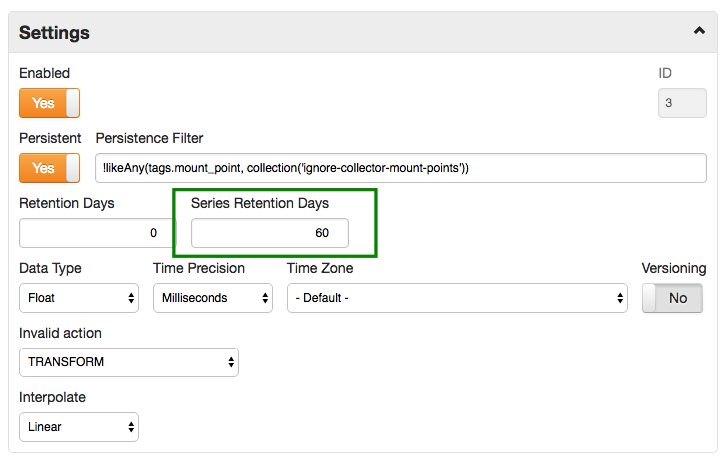 Settings
Enabled ID
Yes 3
Persistent Persistence Filter
Yes !likeAny(tags.mount_point, collection('ignore-collector-mount-points'))
Retention Days Series Retention Days
0 60
Data Type Time Precision Time Zone Versioning
Float Milliseconds - Default - No
Invalid action
TRANSFORM
Interpolate
Linear